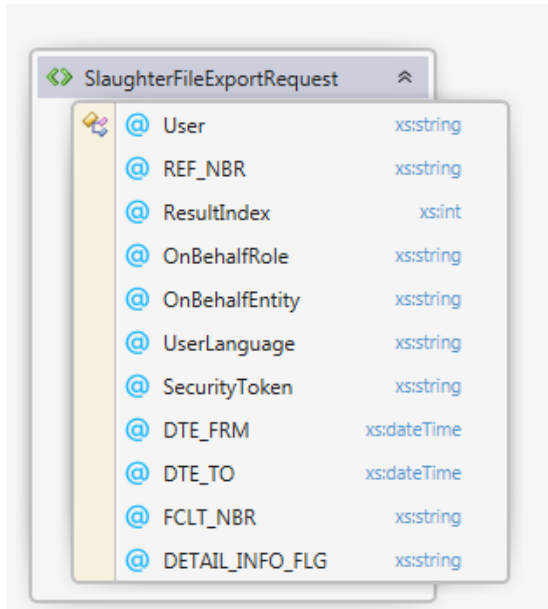 SlaughterFileExportRequest
@ User xs:string
@ REF_NBR xs:string
@ ResultIndex xs:int
@ OnBehalfRole xs:string
@ OnBehalfEntity xs:string
@ UserLanguage xs:string
@ SecurityToken xs:string
@ DTE_FRM xs:dateTime
@ DTE_TO xs:dateTime
@ FCLT_NBR xs:string
@ DETAIL_INFO_FLG xs:string